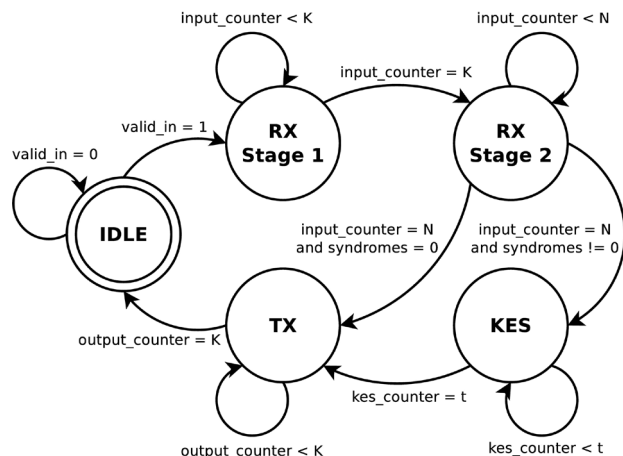 input_counter < K
input_counter < N
input_counter = K
valid_in = 1
RX
Stage 1
RX
Stage 2
valid_in = 0
IDLE
input_counter = N
and syndromes = 0
input_counter = N
and syndromes != 0
TX
KES
output_counter = K
kes_counter = t
output_counter < K
kes_counter < t